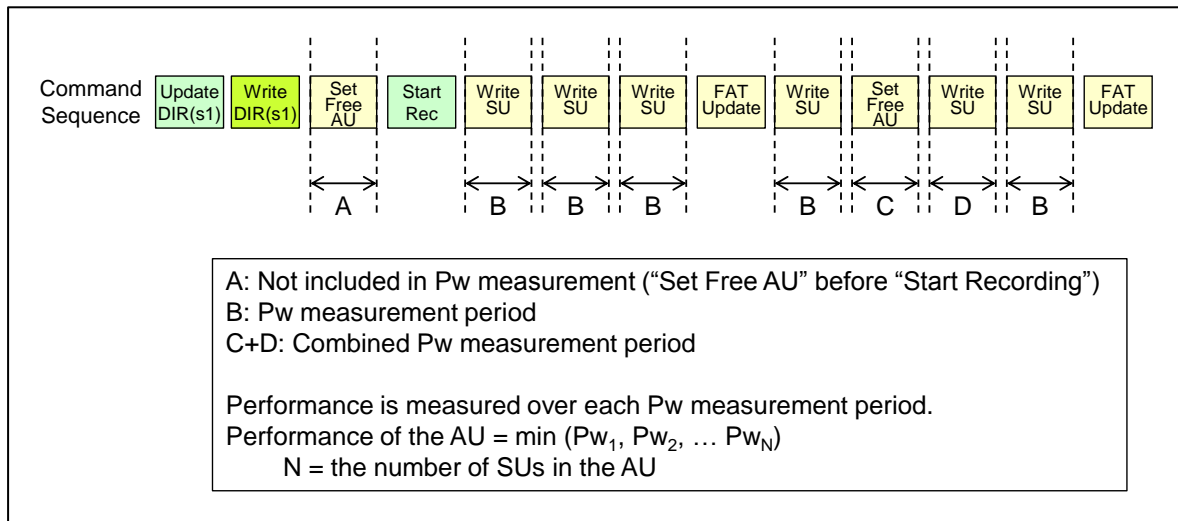 Command
Sequence
Update
DIR(s1)
Write
DIR(s1)
Set
Free
AU
Start
Rec
Write
SU
Write
SU
Write
SU
FAT
Update
Write
SU
Set
Free
AU
Write
SU
Write
SU
FAT
Update
A B B B B C D B
A: Not included in Pw measurement (“Set Free AU” before “Start Recording”)
B: Pw measurement period
C+D: Combined Pw measurement period
Performance is measured over each Pw measurement period.
Performance of the AU = min (Pw1, Pw2, … PwN)
N = the number of SUs in the AU